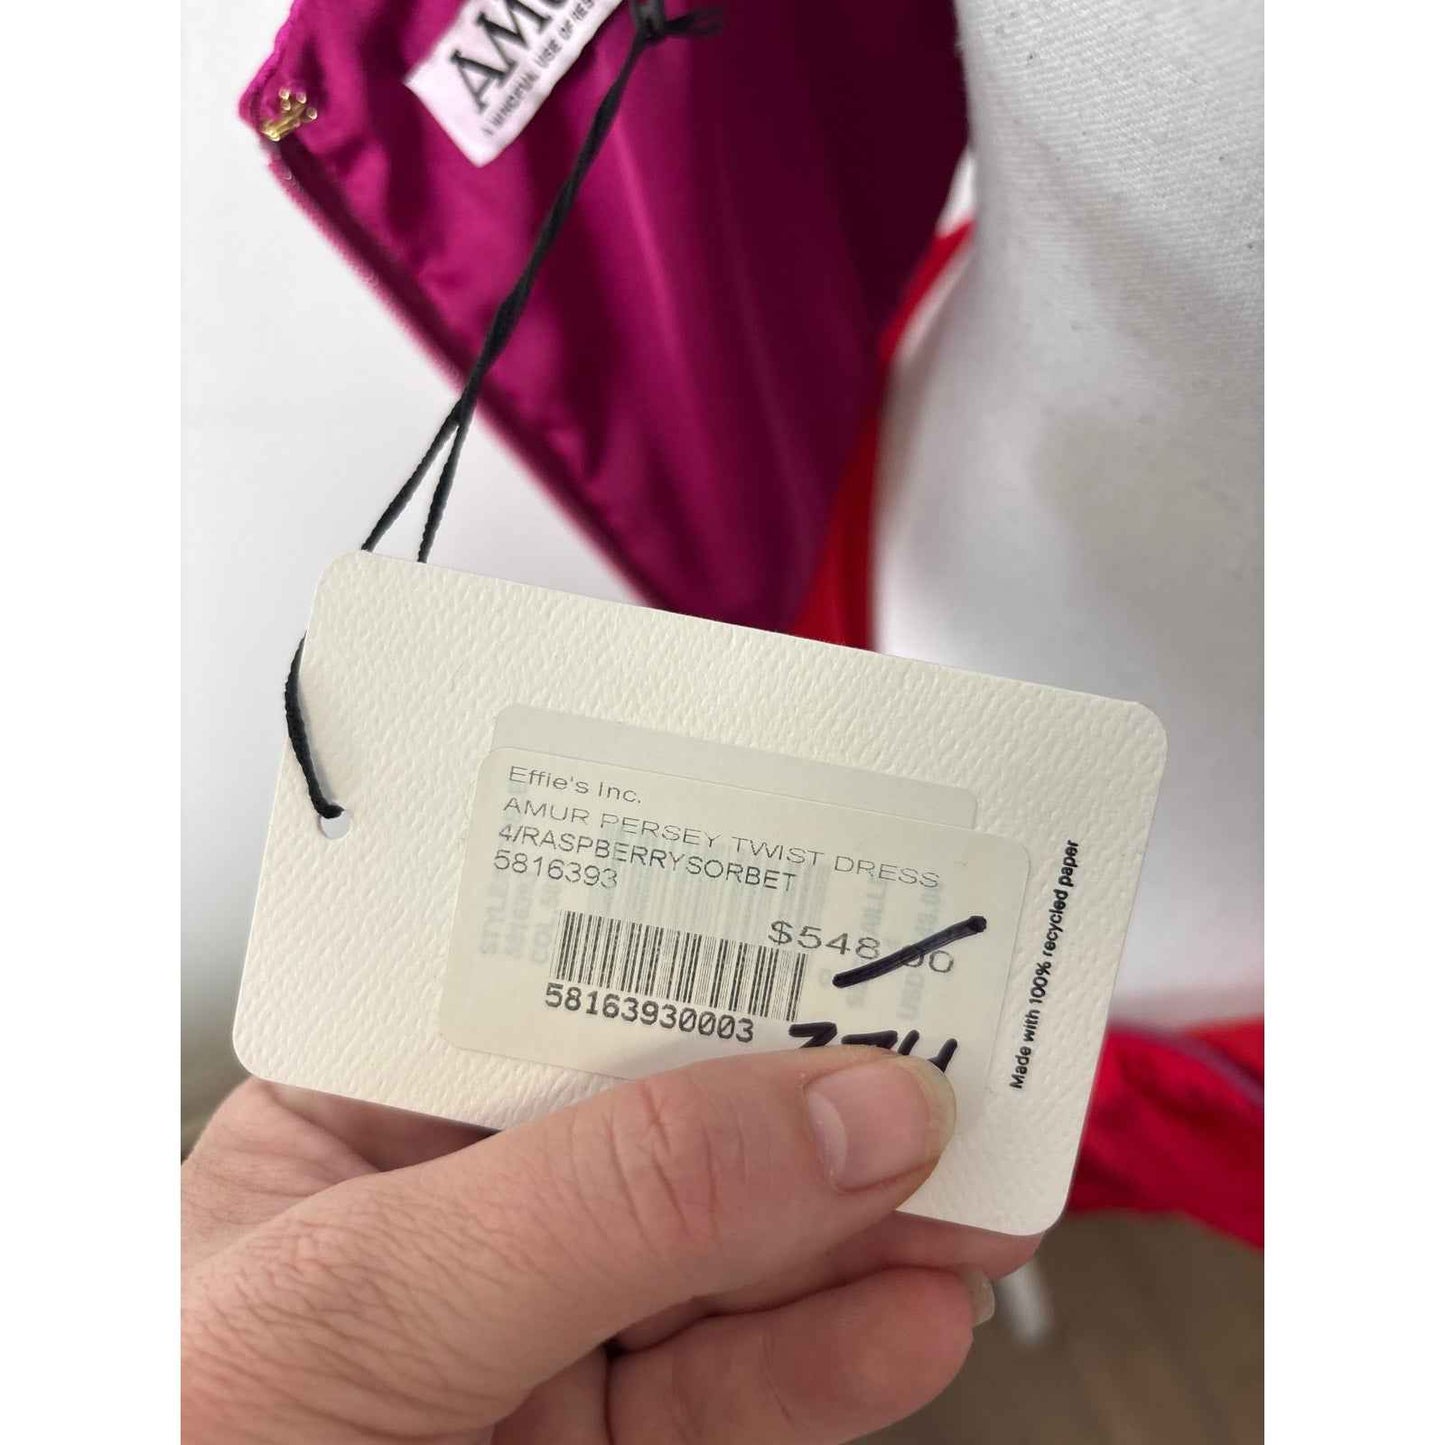 Effie's Inc.
AMUR PERSEY TWIST DRESS
4/RASPBERRYSORBET
5816393
$548.00
58163930003
Made with 100% recycled paper